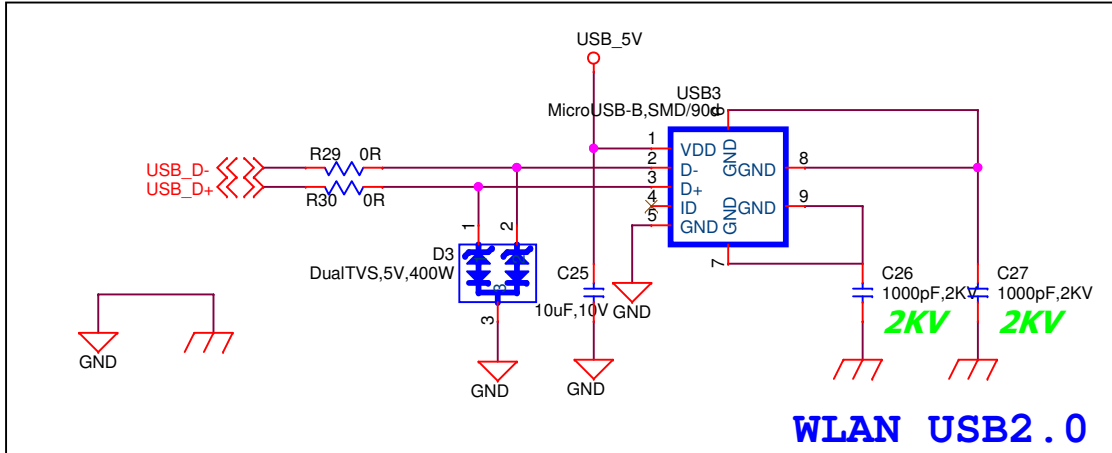 USB_5V
USB3
MicroUSB-B,SMD/90d
6
1
VDD
2
D-
3
D+
4
ID
5
GND
GND
GND
8
GND
9
GND
7
USB_D-
USB_D+
R29
0R
R30
0R
1
2
D3
DualTVS,5V,400W
3
3
GND
C25
10uF,10V
GND
GND
C26
1000pF,2KV
2KV
C27
1000pF,2KV
2KV
GND
WLAN USB2.0